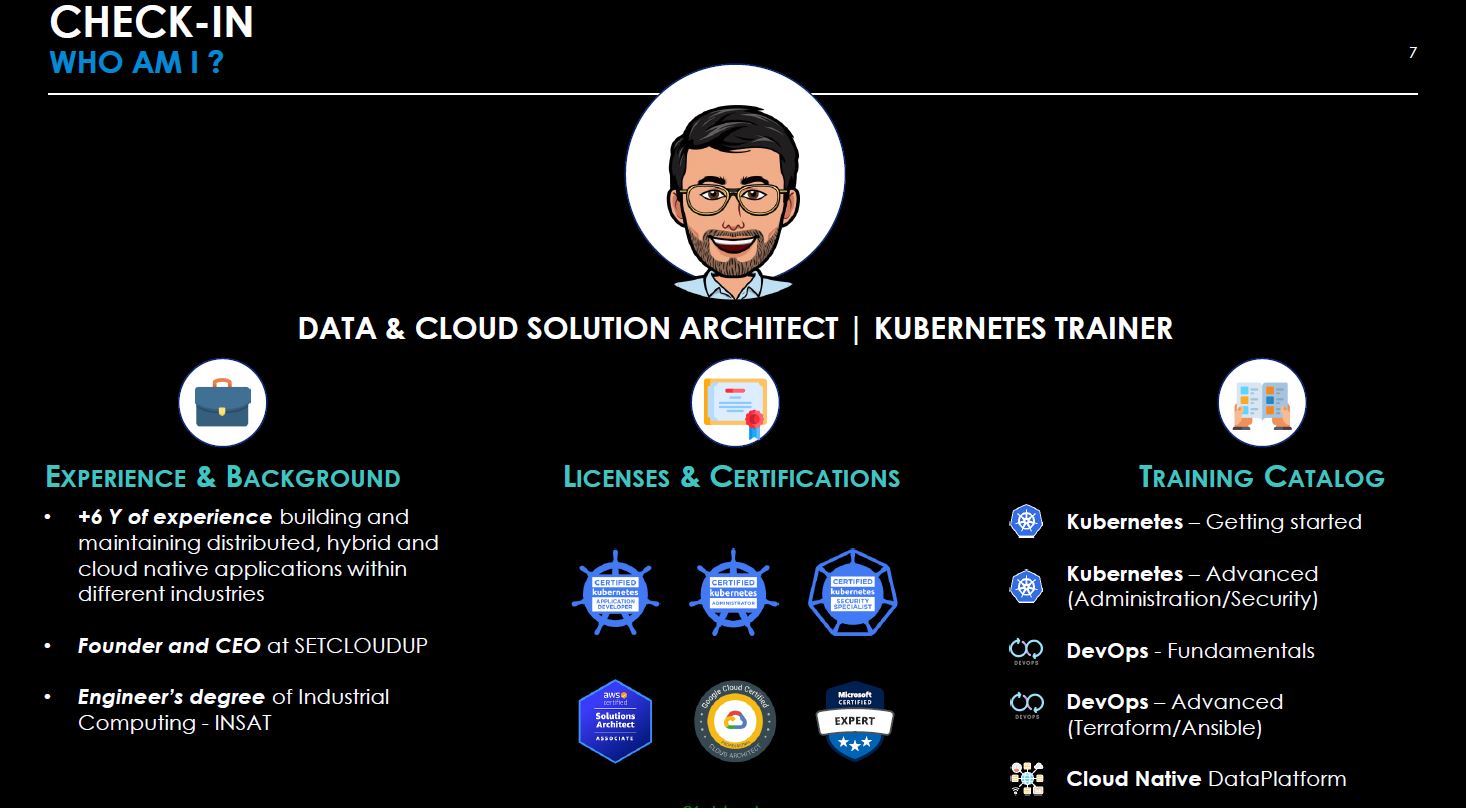 CHECK-IN
WHO AM I ?
7
DATA & CLOUD SOLUTION ARCHITECT | KUBERNETES TRAINER
EXPERIENCE & BACKGROUND
• +6 Y of experience building and
maintaining distributed, hybrid and
cloud native applications within
different industries
• Founder and CEO at SETCLOUDUP
• Engineer's degree of Industrial
Computing - INSAT
LICENSES & CERTIFICATIONS
CERTIFIED
kubernetes
APPLICATION
DEVELOPER
CERTIFIED
kubernetes
ADMINISTRATOR
CERTIFIED
kubernetes
SECURITY
SPECIALIST
aws
certified
Solutions
Architect
ASSOCIATE
Google Cloud Certified
PROFESSIONAL
CLOUD ARCHITECT
Microsoft
CERTIFIED
EXPERT
TRAINING CATALOG
Kubernetes – Getting started
Kubernetes – Advanced
(Administration/Security)
DEVOPS
DevOps - Fundamentals
DEVOPS
DevOps – Advanced
(Terraform/Ansible)
Cloud Native DataPlatform